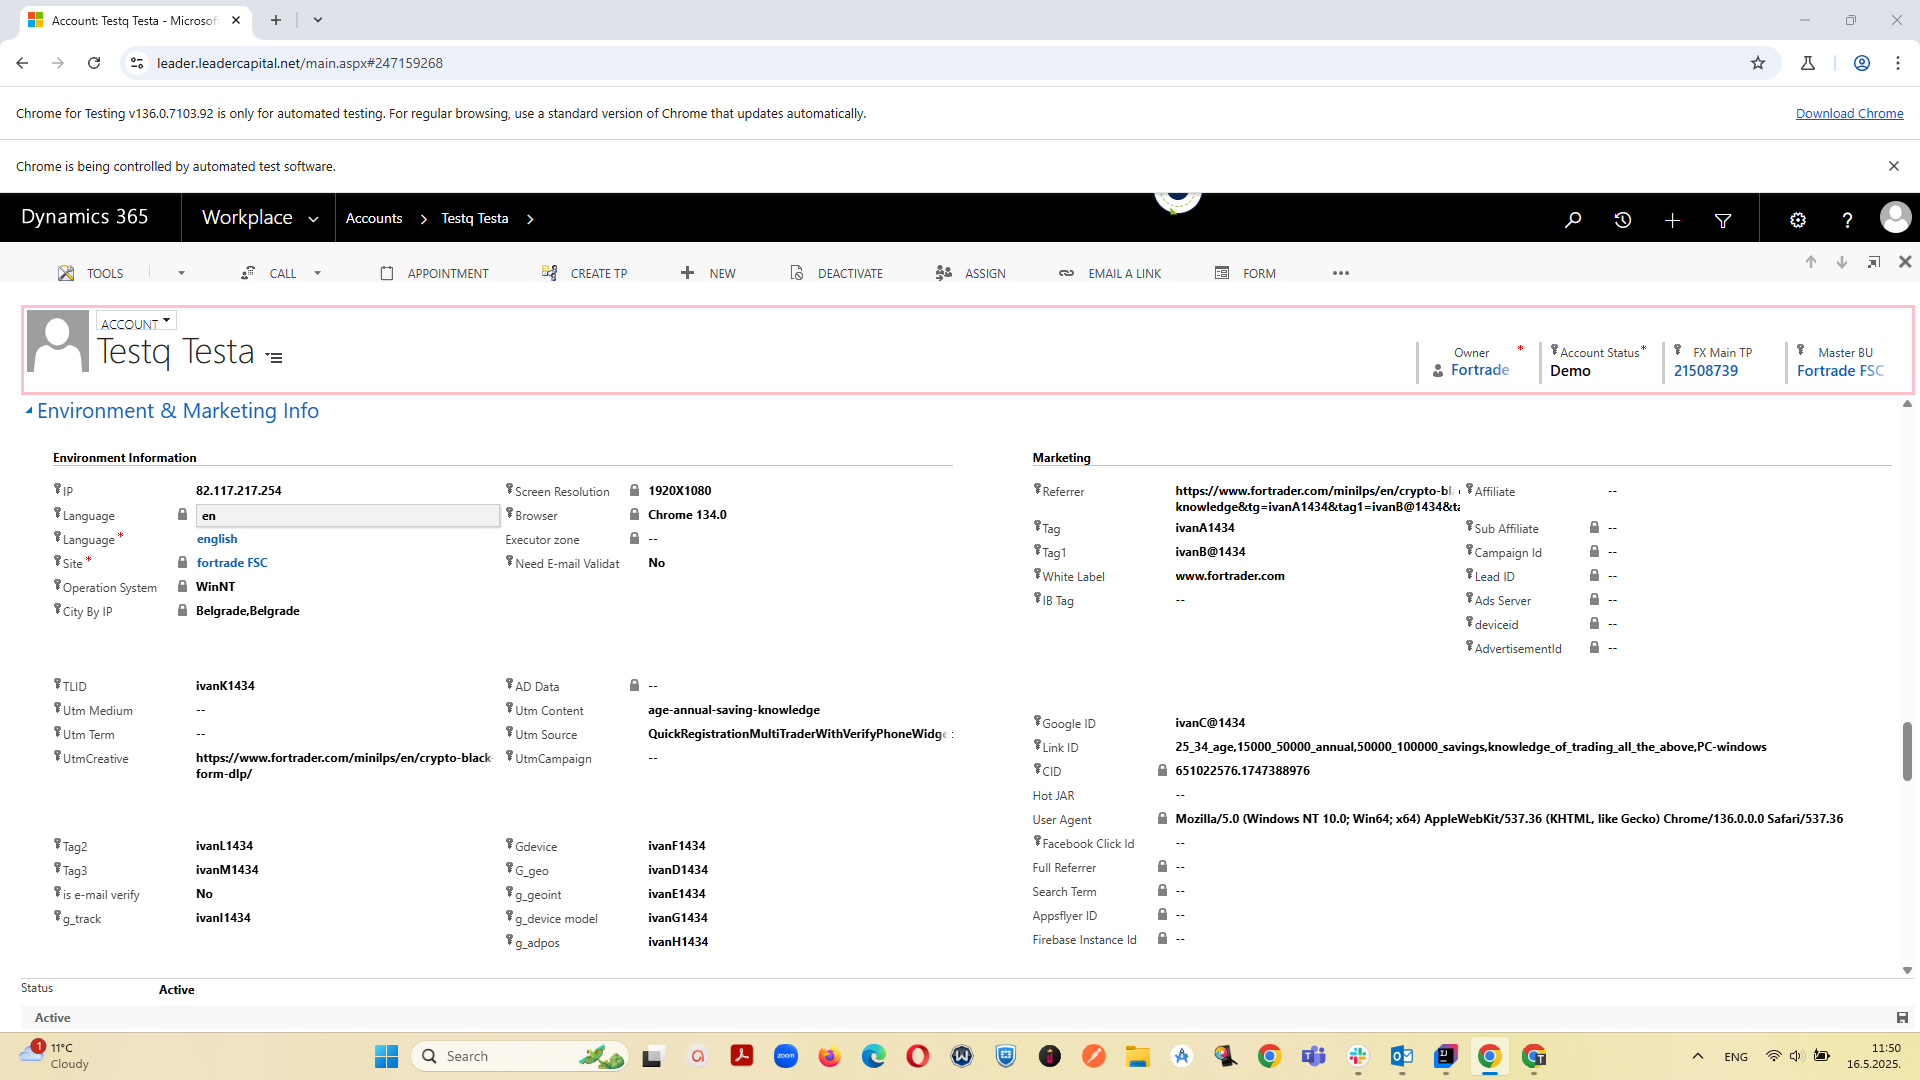 Account: Testq Testa - Microsof
leader.leadercapital.net/main.aspx#247159268
Chrome for Testing v136.0.7103.92 is only for automated testing. For regular browsing, use a standard version of Chrome that updates automatically.
Download Chrome
Chrome is being controlled by automated test software.
Dynamics 365
Workplace
Accounts
Testq Testa
TOOLS
CALL
APPOINTMENT
CREATE TP
NEW
DEACTIVATE
ASSIGN
EMAIL A LINK
FORM
ACCOUNT
Testq Testa
Owner *
Fortrade
Account Status *
Demo
FX Main TP
21508739
Master BU
Fortrade FSC
Environment & Marketing Info
Environment Information
IP 82.117.217.254
Language en
Language * english
Site * fortrade FSC
Operation System WinNT
City By IP Belgrade,Belgrade
Screen Resolution 1920X1080
Browser Chrome 134.0
Executor zone --
Need E-mail Validat No
TLID ivanK1434
Utm Medium --
Utm Term --
UtmCreative https://www.fortrader.com/minilps/en/crypto-black-
form-dlp/
AD Data --
Utm Content age-annual-saving-knowledge
Utm Source QuickRegistrationMultiTraderWithVerifyPhoneWidge
UtmCampaign --
Tag2 ivanL1434
Tag3 ivanM1434
is e-mail verify No
g_track ivanI1434
Gdevice ivanF1434
G_geo ivanD1434
g_geoint ivanE1434
g_device model ivanG1434
g_adpos ivanH1434
Marketing
Referrer https://www.fortrader.com/minilps/en/crypto-bl
knowledge&tg=ivanA1434&tag1=ivanB@1434&ta
Tag ivanA1434
Tag1 ivanB@1434
White Label www.fortrader.com
IB Tag --
Affiliate --
Sub Affiliate --
Campaign Id --
Lead ID --
Ads Server --
deviceid --
AdvertisementId --
Google ID ivanC@1434
Link ID 25_34_age,15000_50000_annual,50000_100000_savings,knowledge_of_trading_all_the_above,PC-windows
CID 651022576.1747388976
Hot JAR --
User Agent Mozilla/5.0 (Windows NT 10.0; Win64; x64) AppleWebKit/537.36 (KHTML, like Gecko) Chrome/136.0.0.0 Safari/537.36
Facebook Click Id --
Full Referrer --
Search Term --
Appsflyer ID --
Firebase Instance Id --
Status Active
Active
1
11°C
Cloudy
Search
zoom
ENG
11:50
16.5.2025.